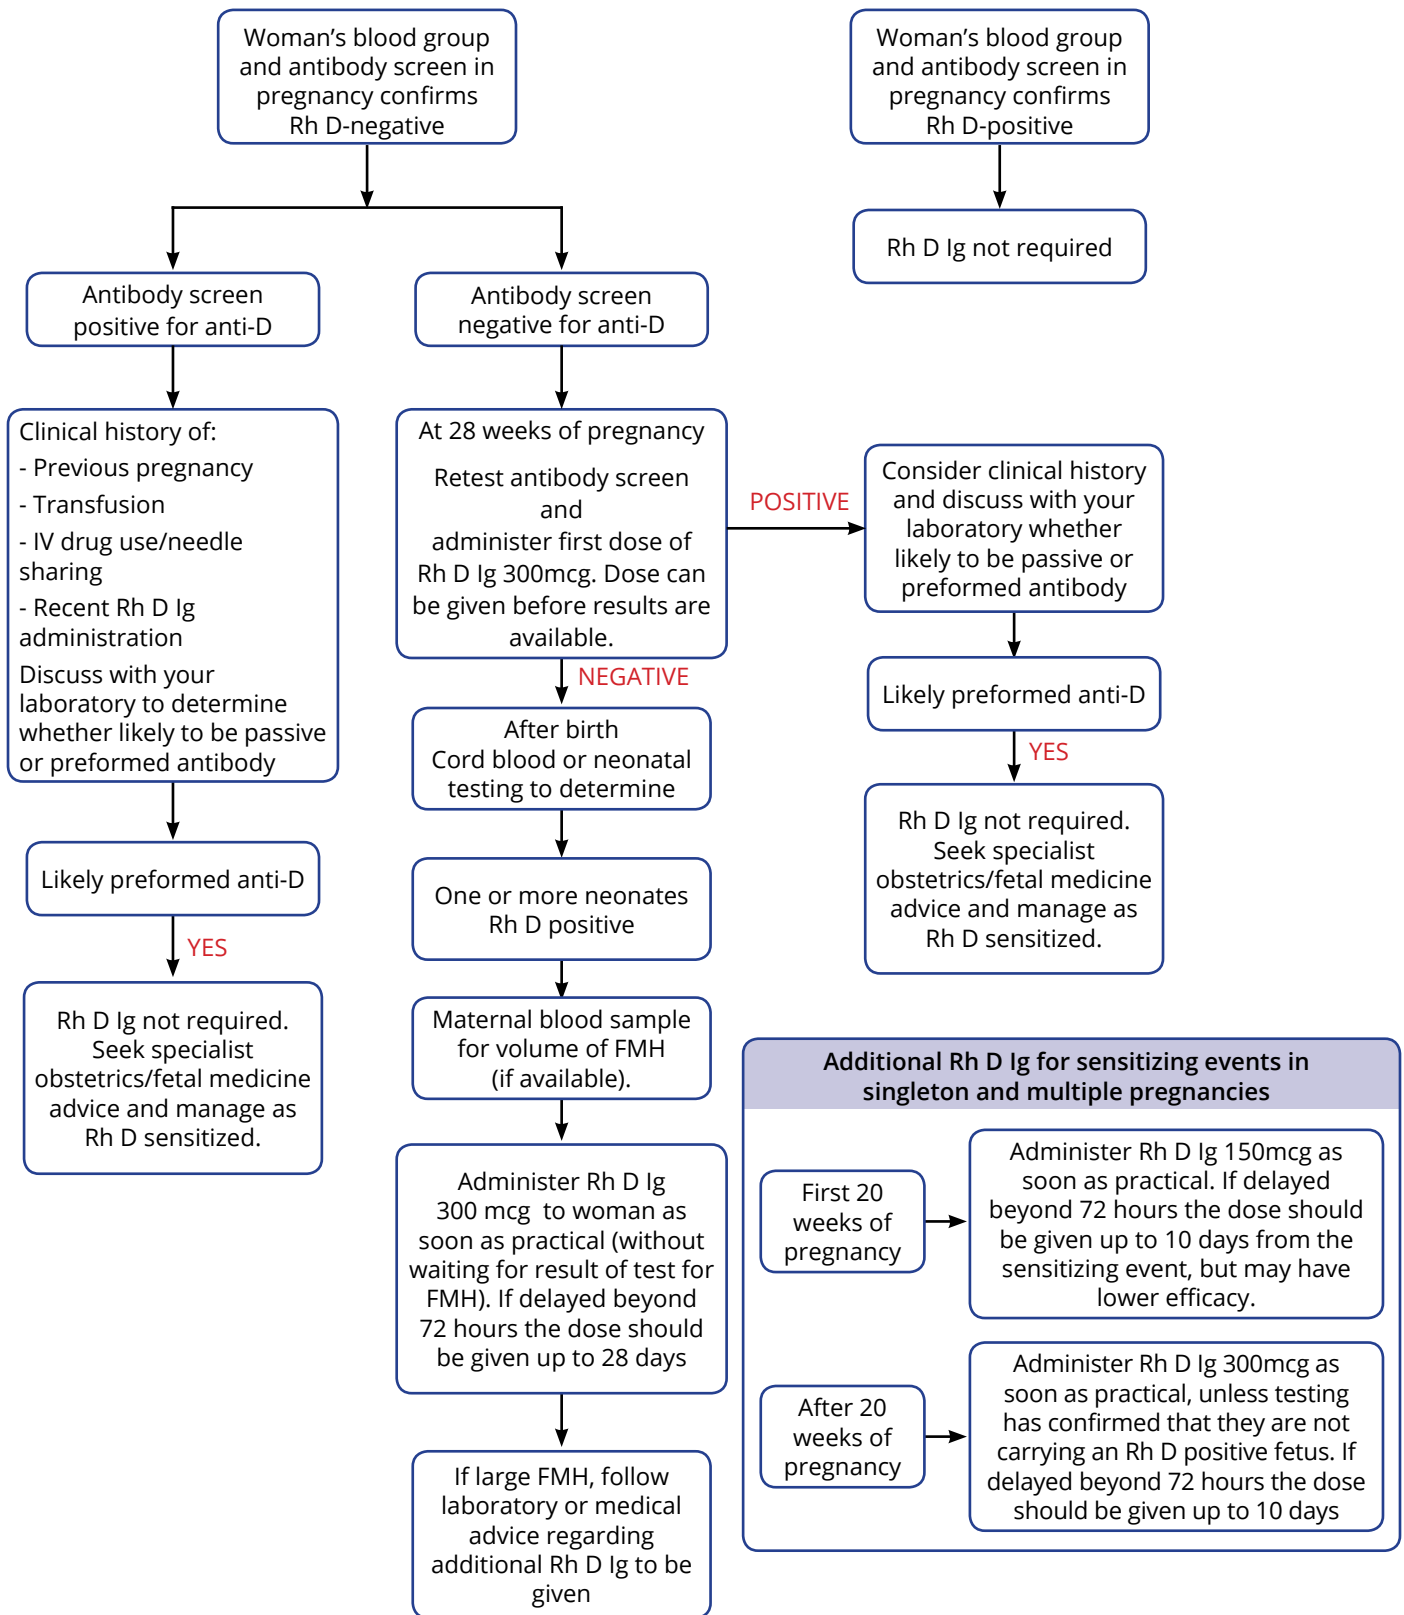 Woman’s blood group
and antibody screen in
pregnancy confirms
Rh D-negative
Woman’s blood group
and antibody screen in
pregnancy confirms
Rh D-positive
Rh D Ig not required
Antibody screen
positive for anti-D
Antibody screen
negative for anti-D
Clinical history of:
- Previous pregnancy
- Transfusion
- IV drug use/needle
sharing
- Recent Rh D Ig
administration
Discuss with your
laboratory to determine
whether likely to be passive
or preformed antibody
At 28 weeks of pregnancy
Retest antibody screen
and
administer first dose of
Rh D Ig 300mcg. Dose can
be given before results are
available.
POSITIVE
Consider clinical history
and discuss with your
laboratory whether
likely to be passive or
preformed antibody
NEGATIVE
Likely preformed anti-D
YES
Rh D Ig not required.
Seek specialist
obstetrics/fetal medicine
advice and manage as
Rh D sensitized.
After birth
Cord blood or neonatal
testing to determine
Likely preformed anti-D
YES
Rh D Ig not required.
Seek specialist
obstetrics/fetal medicine
advice and manage as
Rh D sensitized.
One or more neonates
Rh D positive
Maternal blood sample
for volume of FMH
(if available).
Administer Rh D Ig
300 mcg to woman as
soon as practical (without
waiting for result of test for
FMH). If delayed beyond
72 hours the dose should
be given up to 28 days
If large FMH, follow
laboratory or medical
advice regarding
additional Rh D Ig to be
given
Additional Rh D Ig for sensitizing events in
singleton and multiple pregnancies
First 20
weeks of
pregnancy
Administer Rh D Ig 150mcg as
soon as practical. If delayed
beyond 72 hours the dose should
be given up to 10 days from the
sensitizing event, but may have
lower efficacy.
After 20
weeks of
pregnancy
Administer Rh D Ig 300mcg as
soon as practical, unless testing
has confirmed that they are not
carrying an Rh D positive fetus. If
delayed beyond 72 hours the dose
should be given up to 10 days